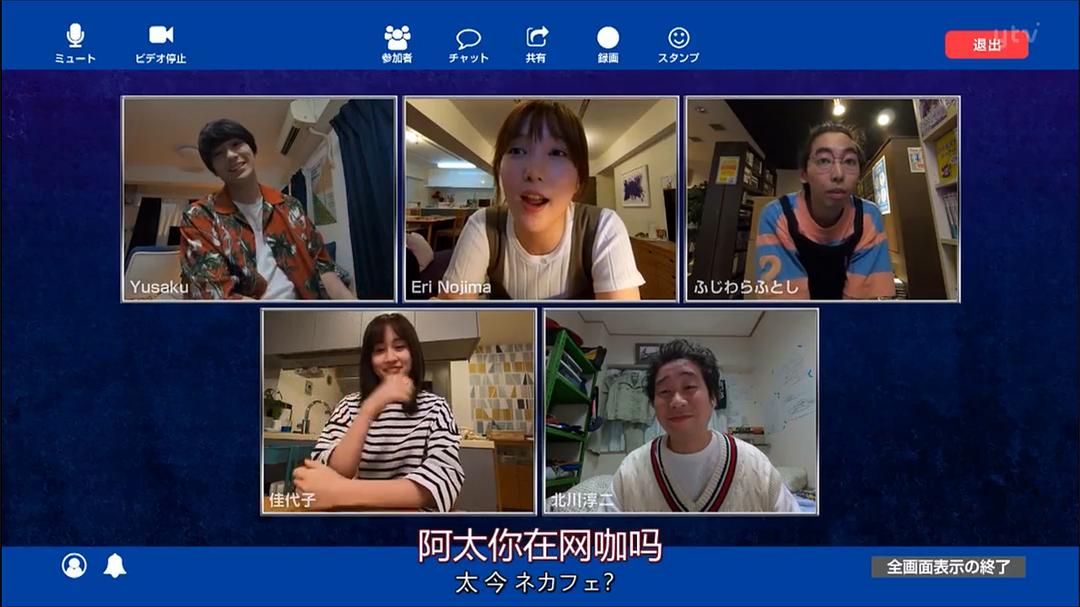 ミュート
ビデオ停止
参加者
チャット
共有
録画
スタンプ
退出
ytv
Yusaku
Eri Nojima
ふじわらふとし
2
佳代子
北川淳二
阿太你在网咖吗
太 今 ネカフェ?
全画面表示の終了